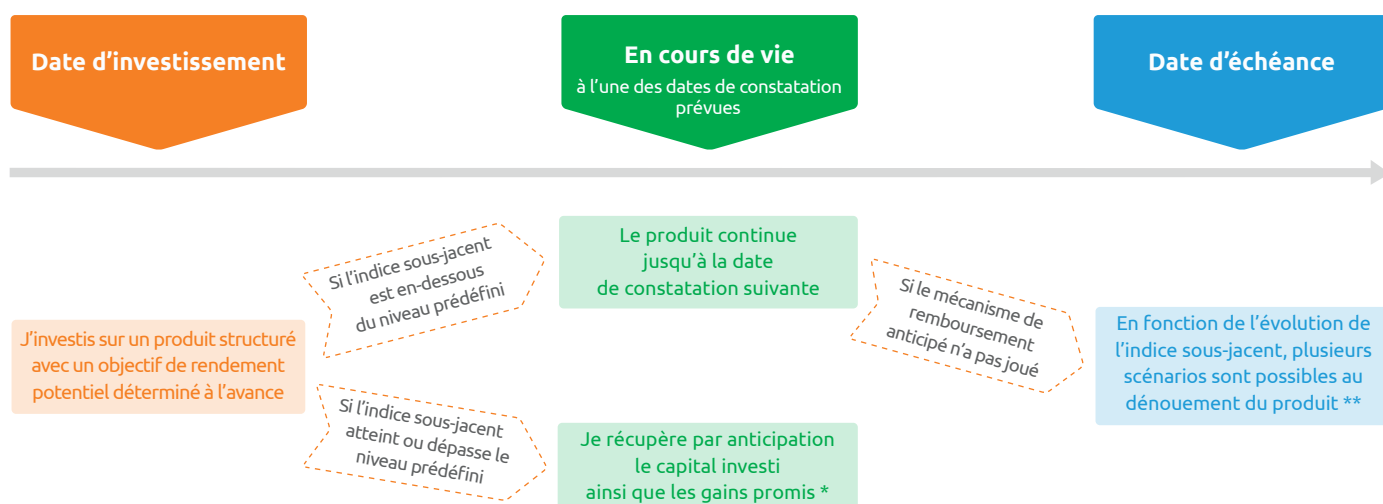 Date d’investissement
En cours de vie
à l’une des dates de constatation
prévues
Date d’échéance
J’investis sur un produit structuré
avec un objectif de rendement
potentiel déterminé à l’avance
Si l'indice sous-jacent
est en-dessous
du niveau prédéfini
Le produit continue
jusqu’à la date
de constatation suivante
Si l’indice sous-jacent
atteint ou dépasse le
niveau prédéfini
Je récupère par anticipation
le capital investi
ainsi que les gains promis *
Si le mécanisme de
remboursement
anticipé n’a pas joué
En fonction de l’évolution de
l’indice sous-jacent, plusieurs
scénarios sont possibles au
dénouement du produit **